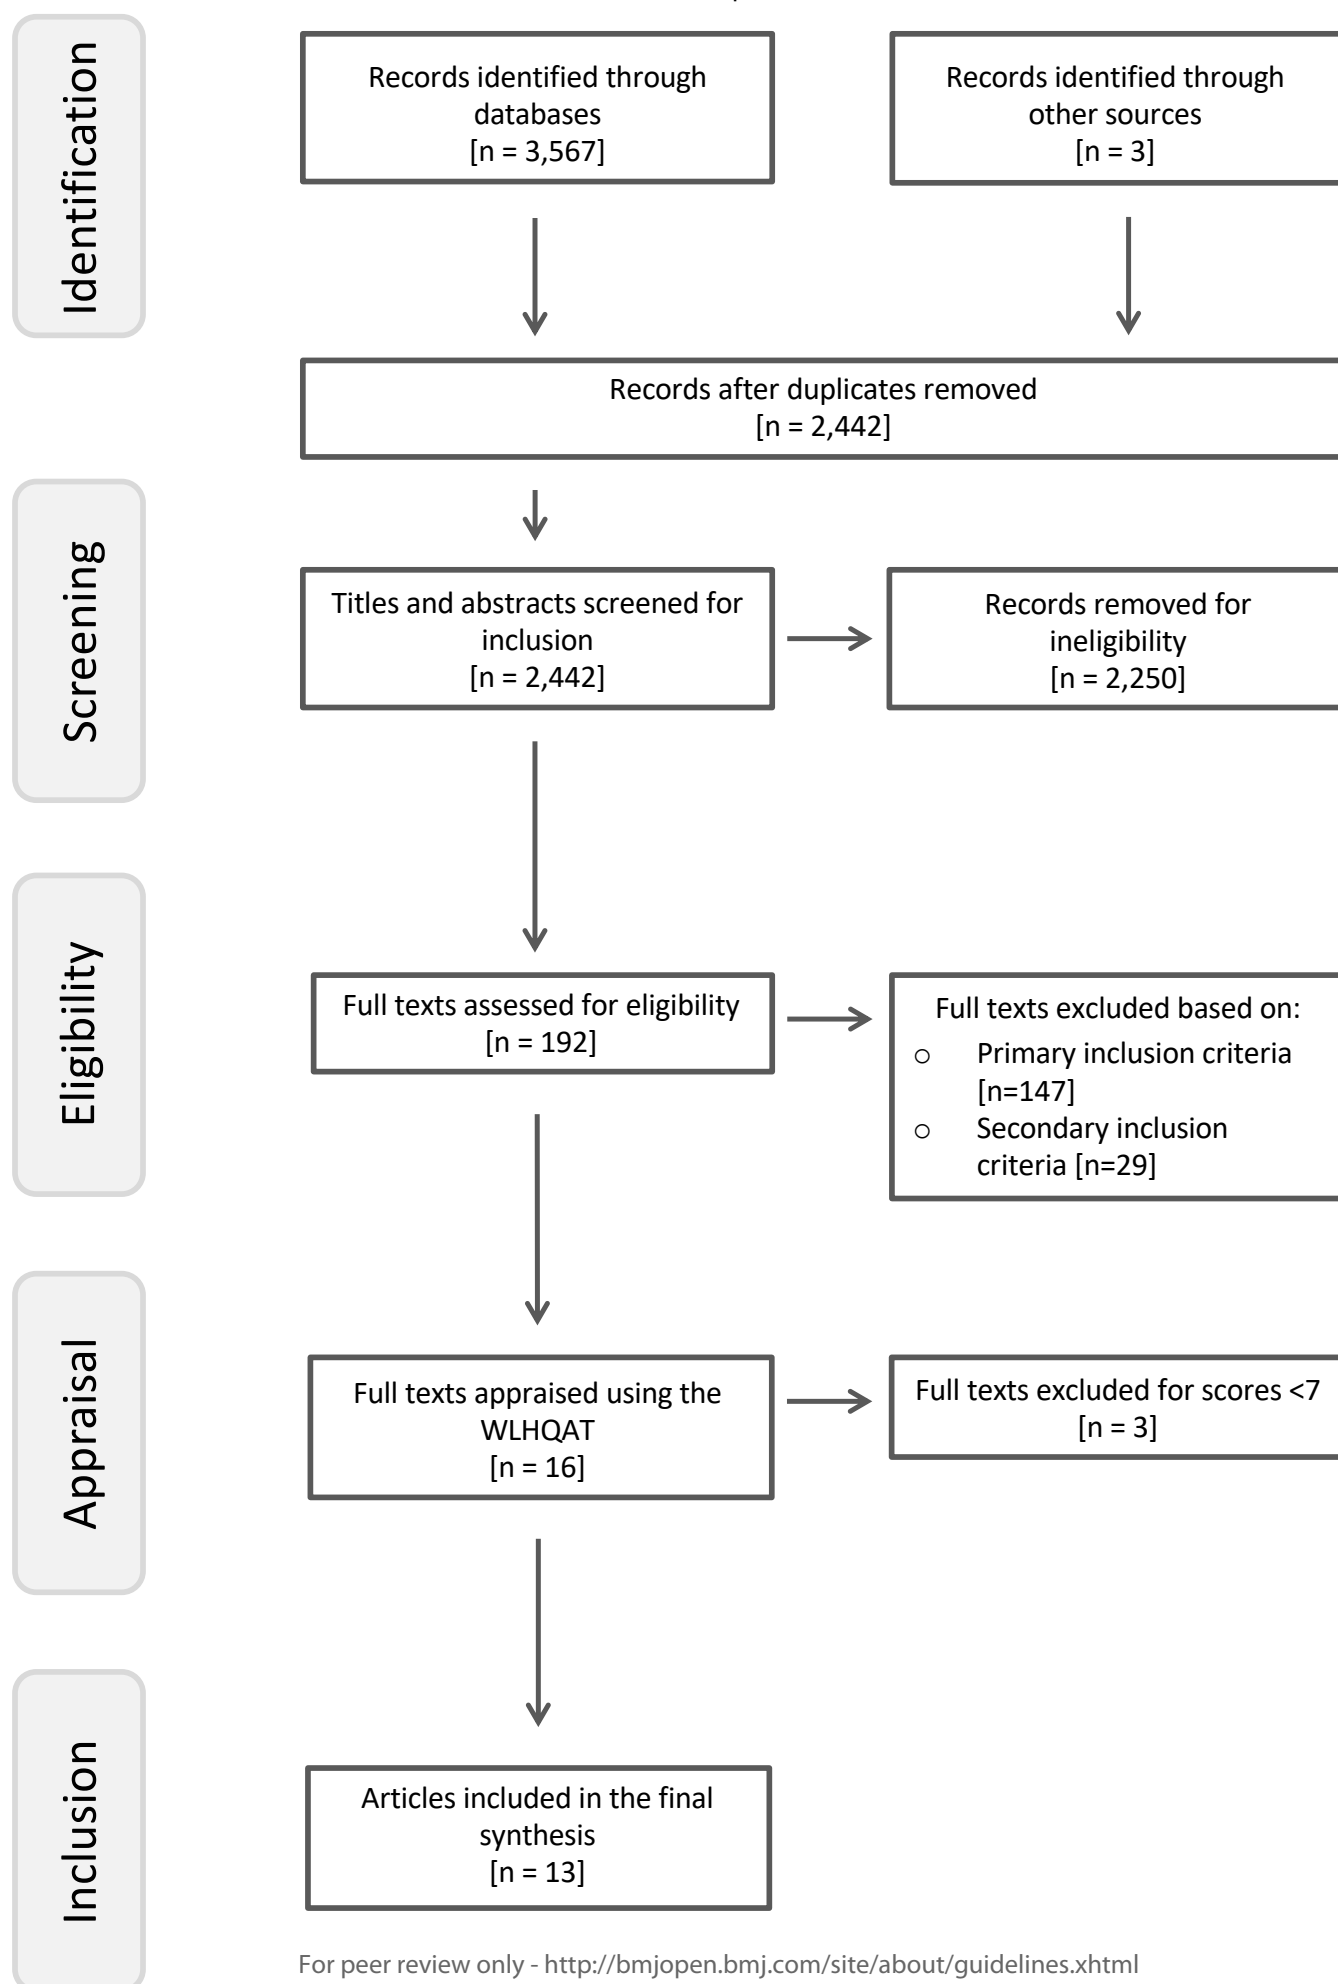 Identification
Records identified through
databases
[n = 3,567]
Records identified through
other sources
[n = 3]
Records after duplicates removed
[n = 2,442]
Screening
Titles and abstracts screened for
inclusion
[n = 2,442]
Records removed for
ineligibility
[n = 2,250]
Eligibility
Full texts assessed for eligibility
[n = 192]
Full texts excluded based on:
o Primary inclusion criteria
[n=147]
o Secondary inclusion
criteria [n=29]
Appraisal
Full texts appraised using the
WLHQAT
[n = 16]
Full texts excluded for scores <7
[n = 3]
Inclusion
Articles included in the final
synthesis
[n = 13]
For peer review only - http://bmjopen.bmj.com/site/about/guidelines.xhtml